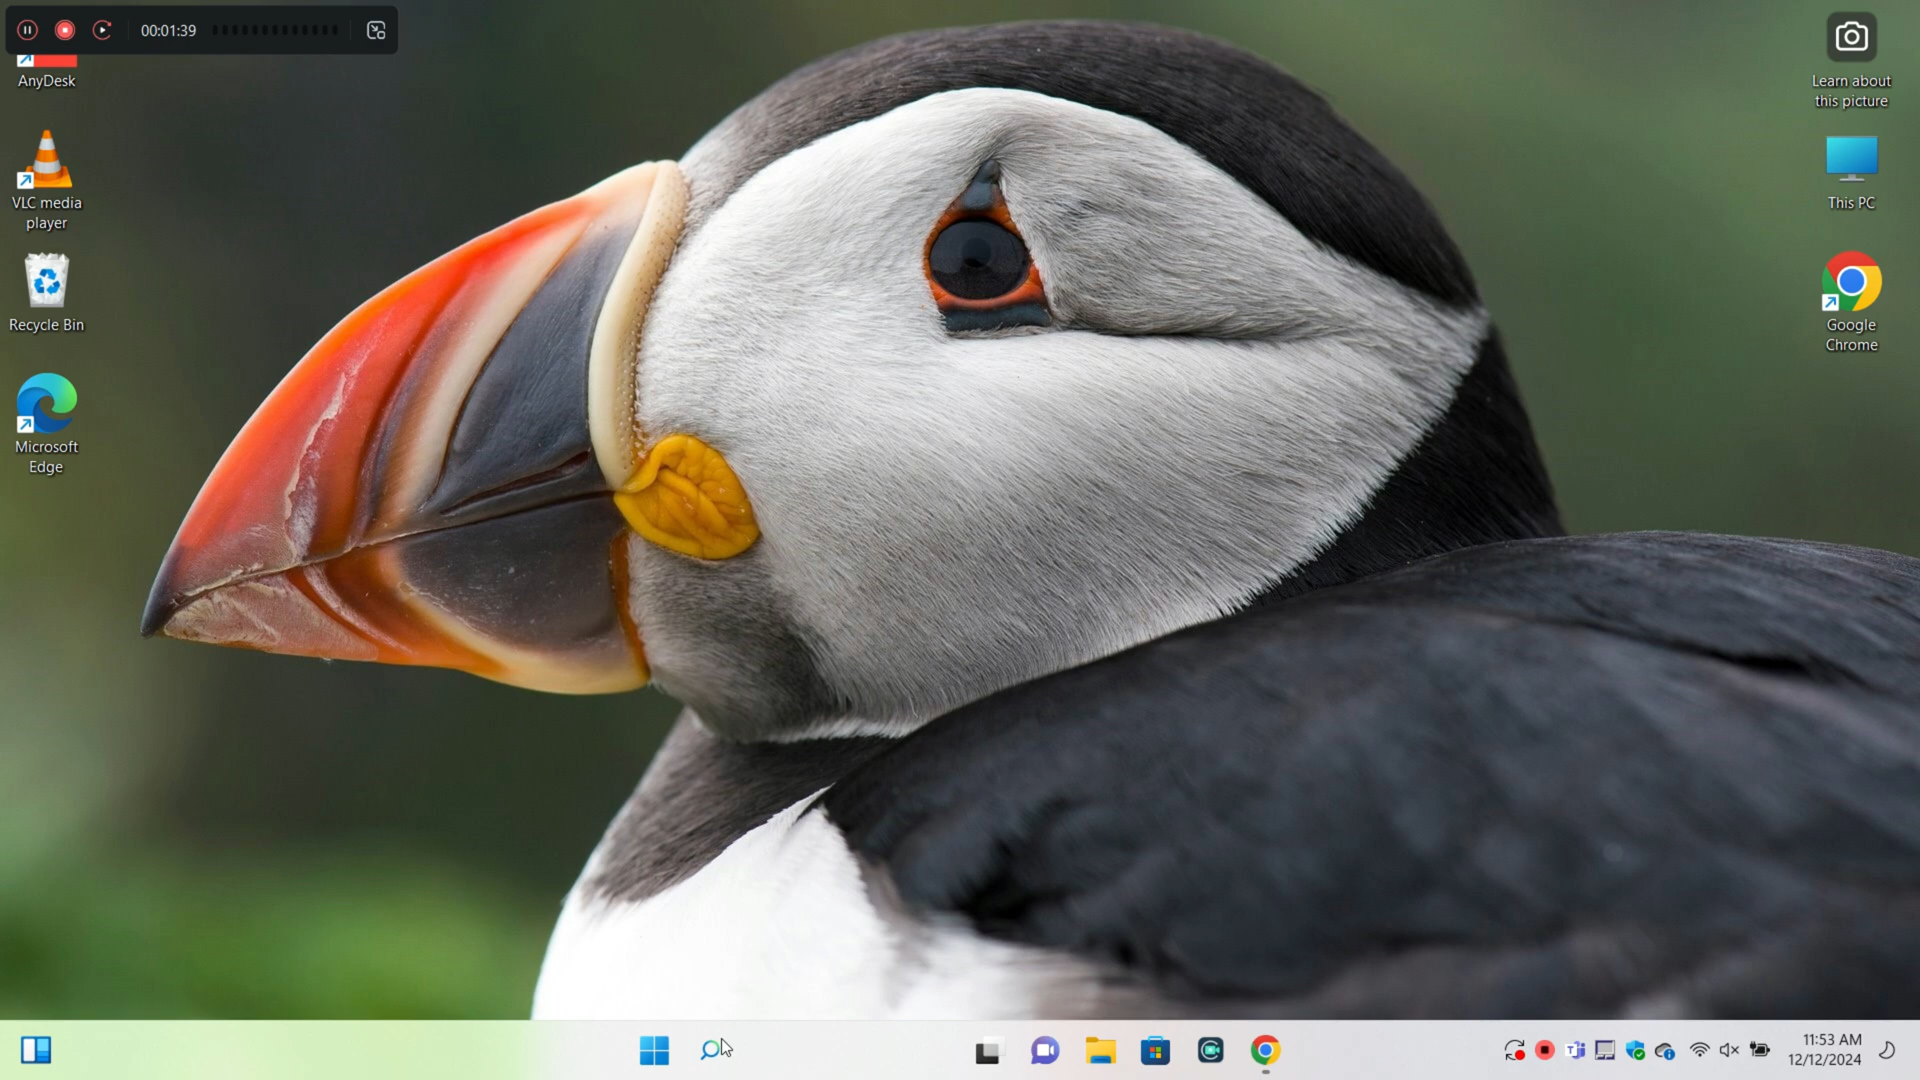 00:01:39
AnyDesk
VLC media
player
Recycle Bin
Microsoft
Edge
Learn about
this picture
This PC
Google
Chrome
11:53 AM
12/12/2024